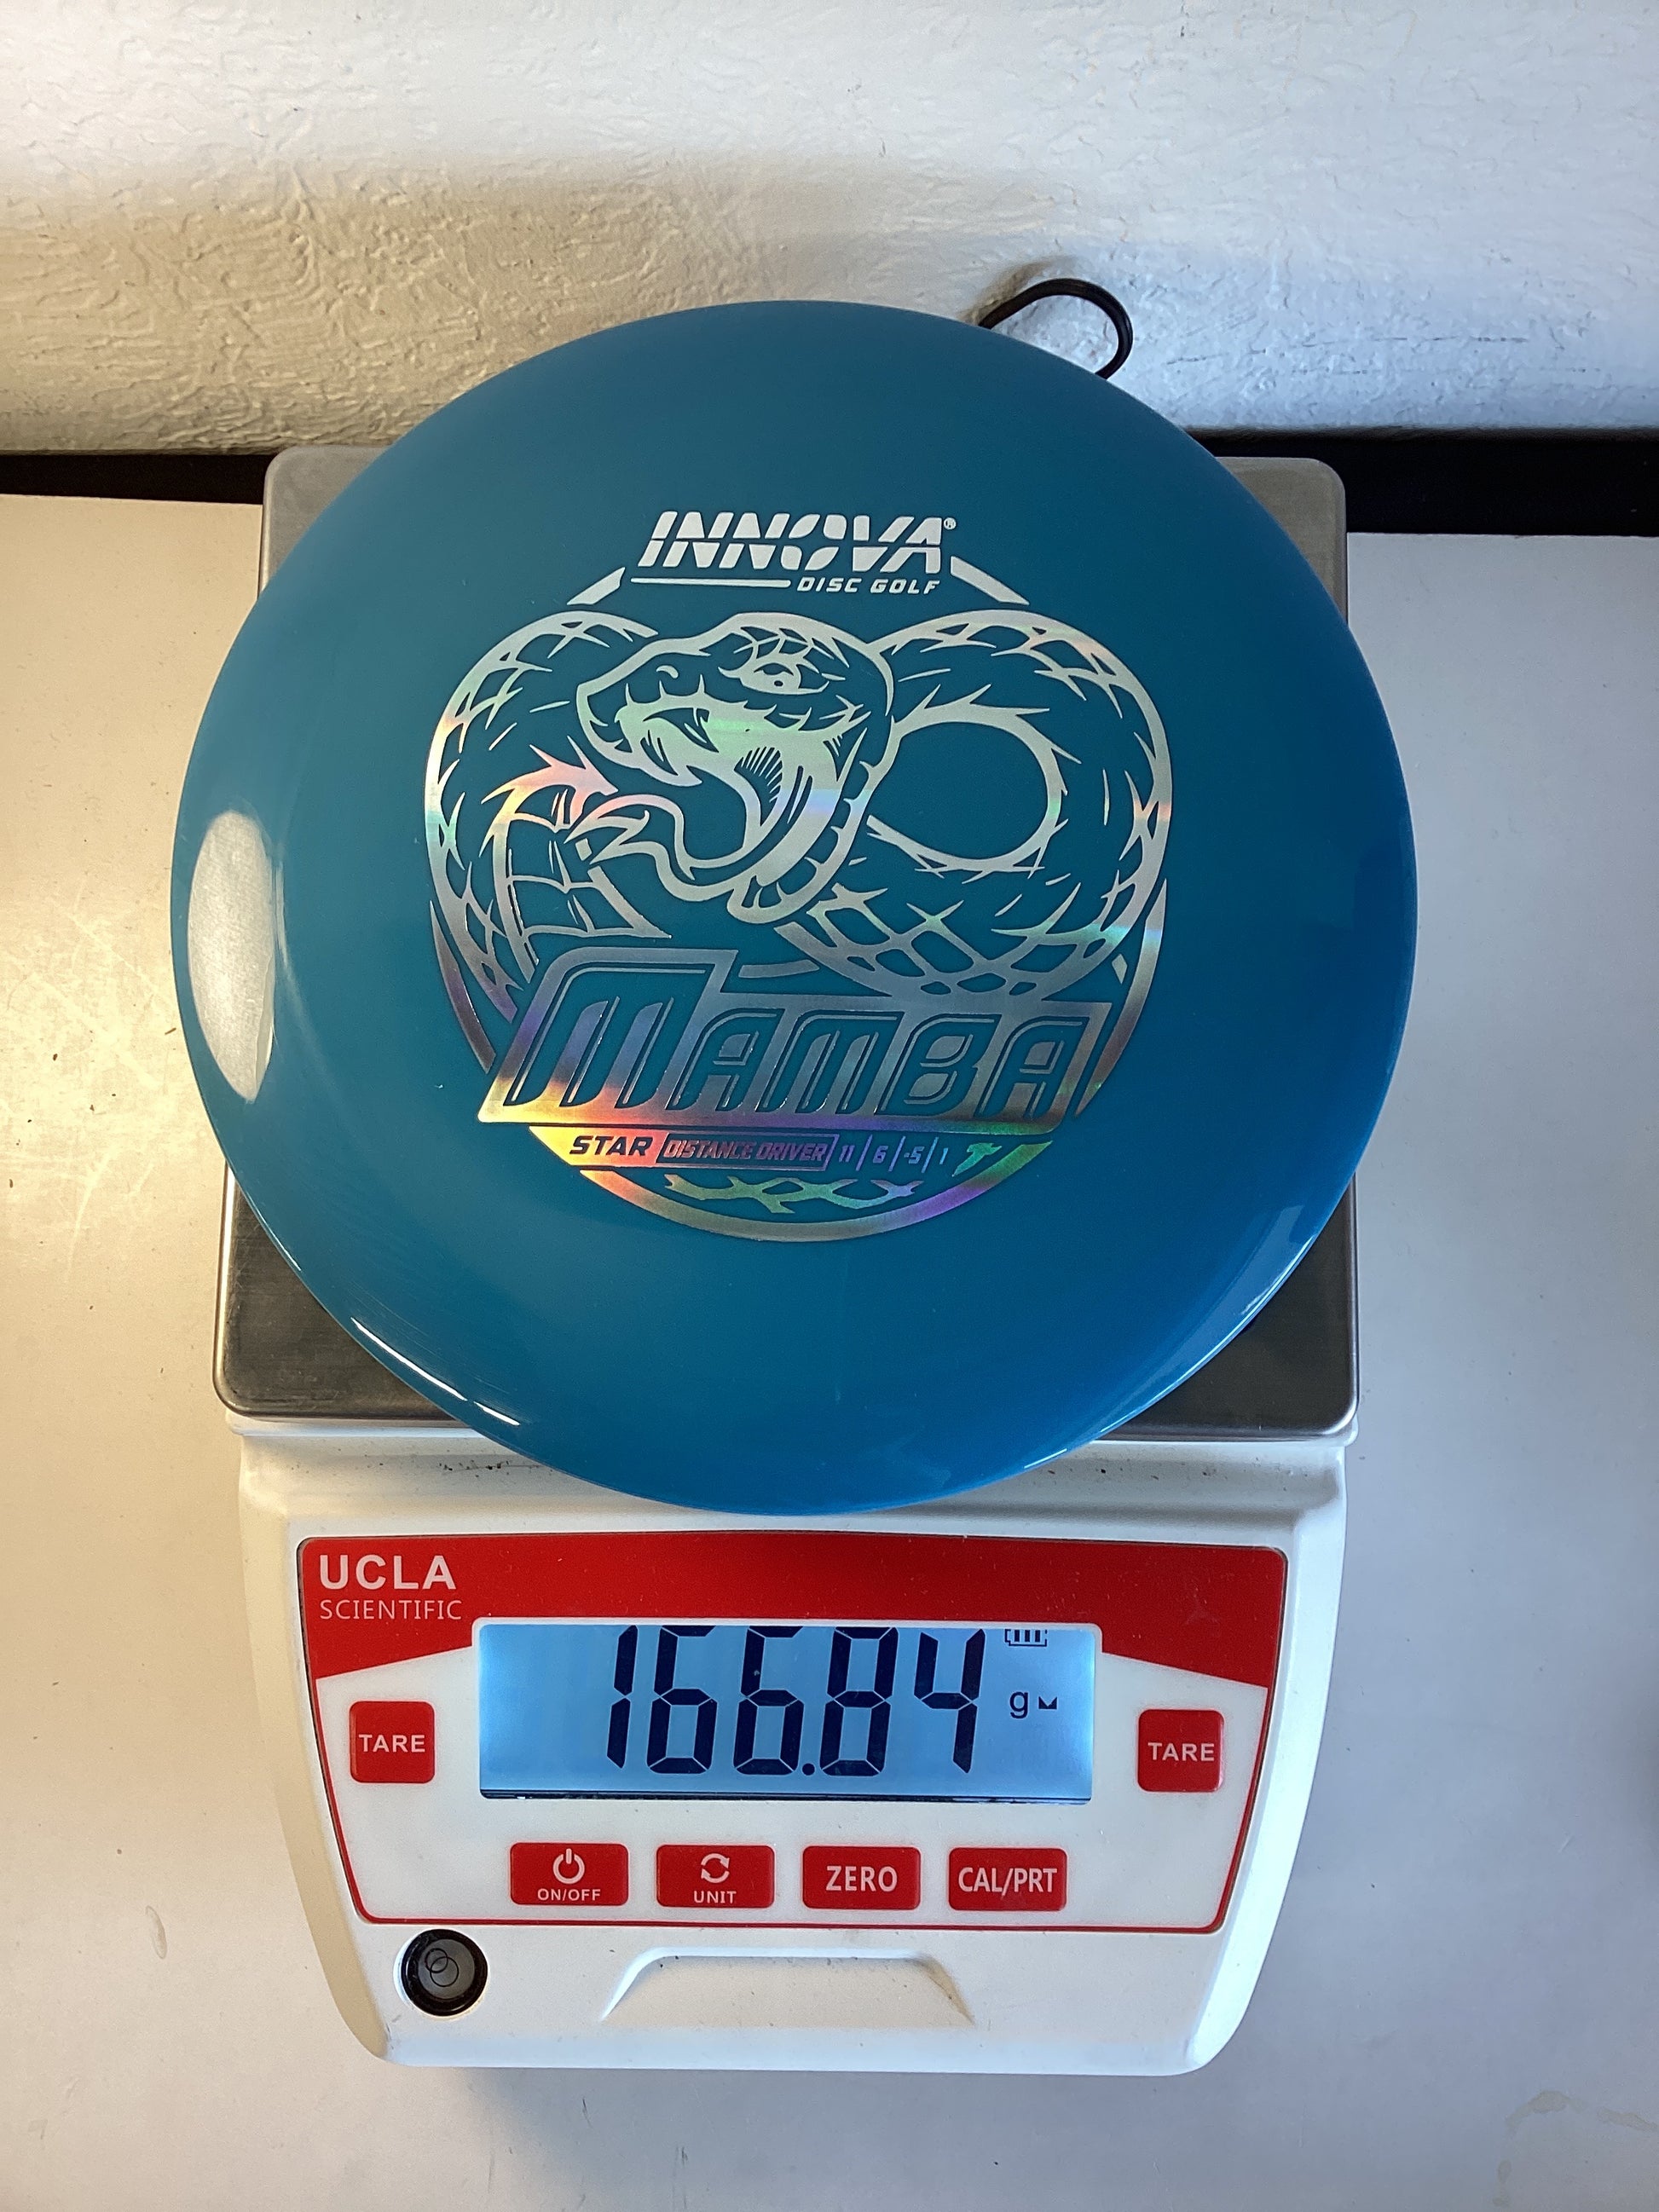 INNOVA®
DISC GOLF
MAMBA
STAR DISTANCE DRIVER 11 | 6 | -5 | 1
UCLA
SCIENTIFIC
166.84 g
TARE
TARE
ON/OFF
UNIT
ZERO
CAL/PRT